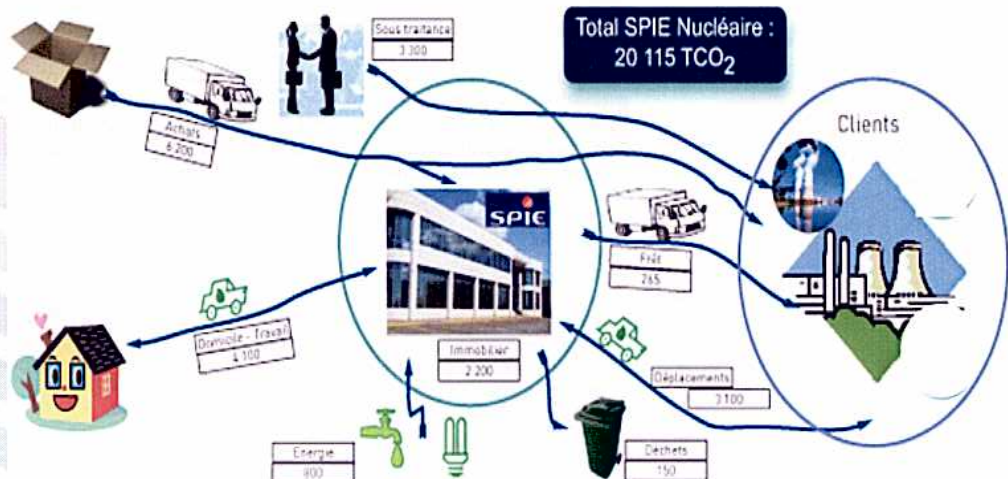 Sous traitance
3 300
Total SPIE Nucléaire :
20 115 TCO2
Achats
6 200
Clients
SPIE
Frêt
265
Domicile - Travail
4 100
Immobilier
2 200
Déplacements
3 100
Energie
800
Déchets
150